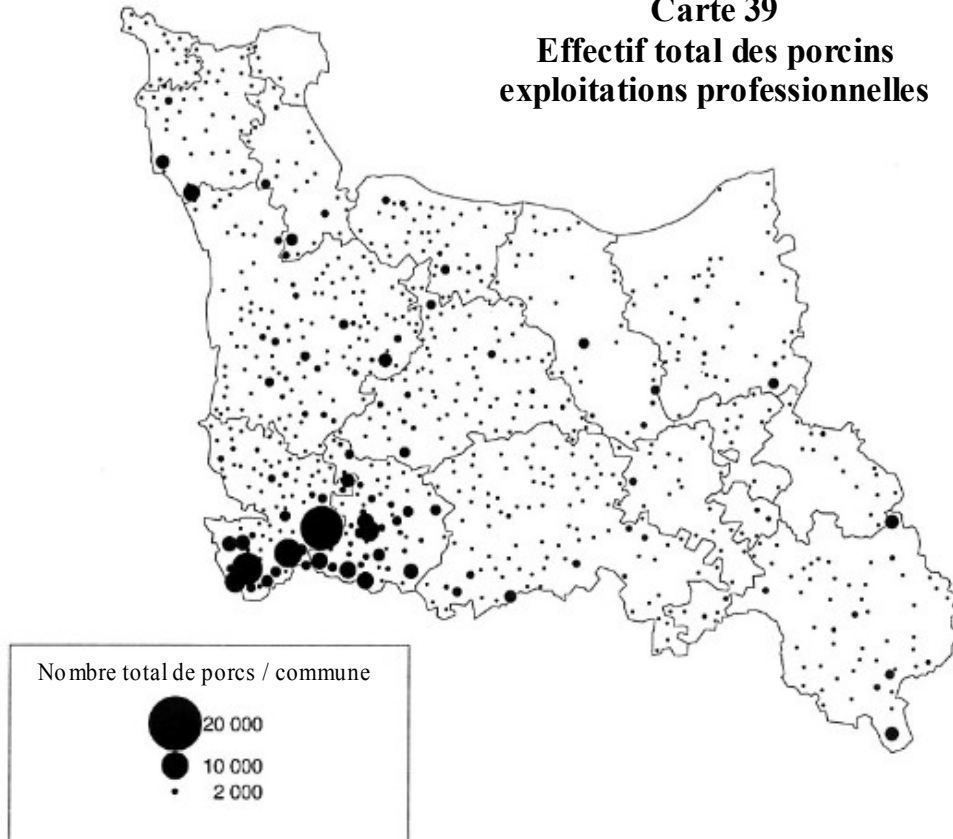 Carte 39
Effectif total des porcins
exploitations professionnelles
Nombre total de porcs / commune
20 000
10 000
2 000